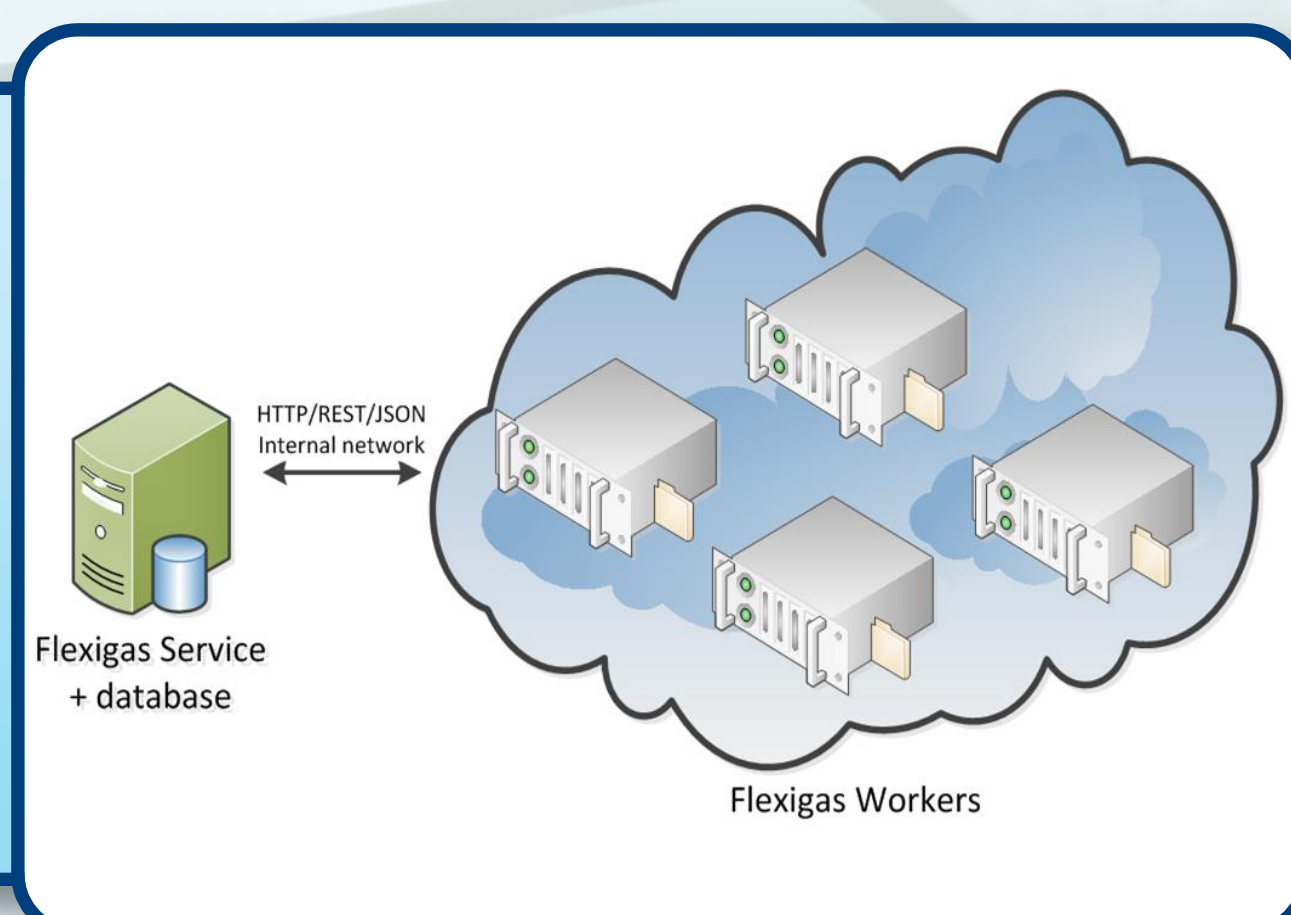 HTTP/REST/JSON
Internal network
Flexigas Service
+ database
Flexigas Workers